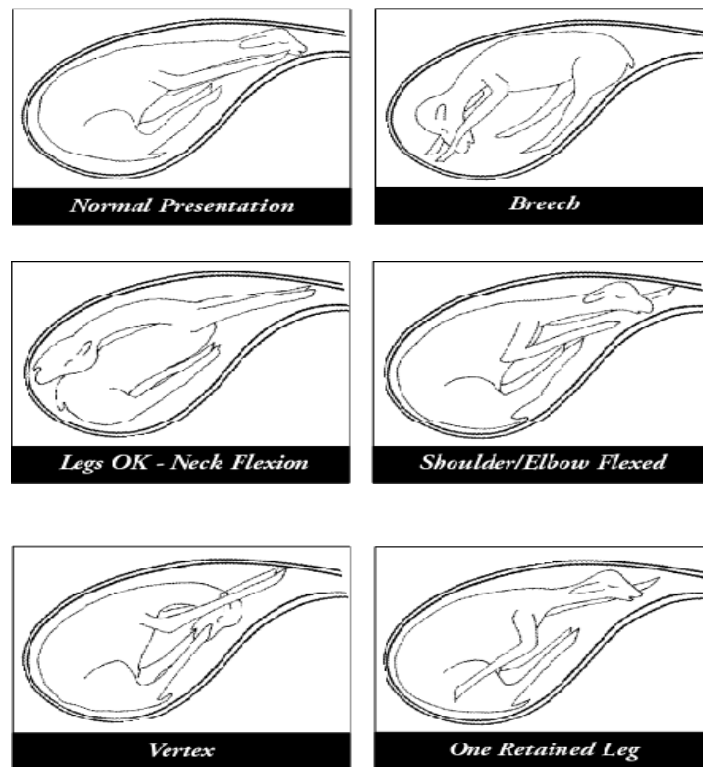 Normal Presentation
Breech
Legs OK - Neck Flexion
Shoulder/Elbow Flexed
Vertex
One Retained Leg